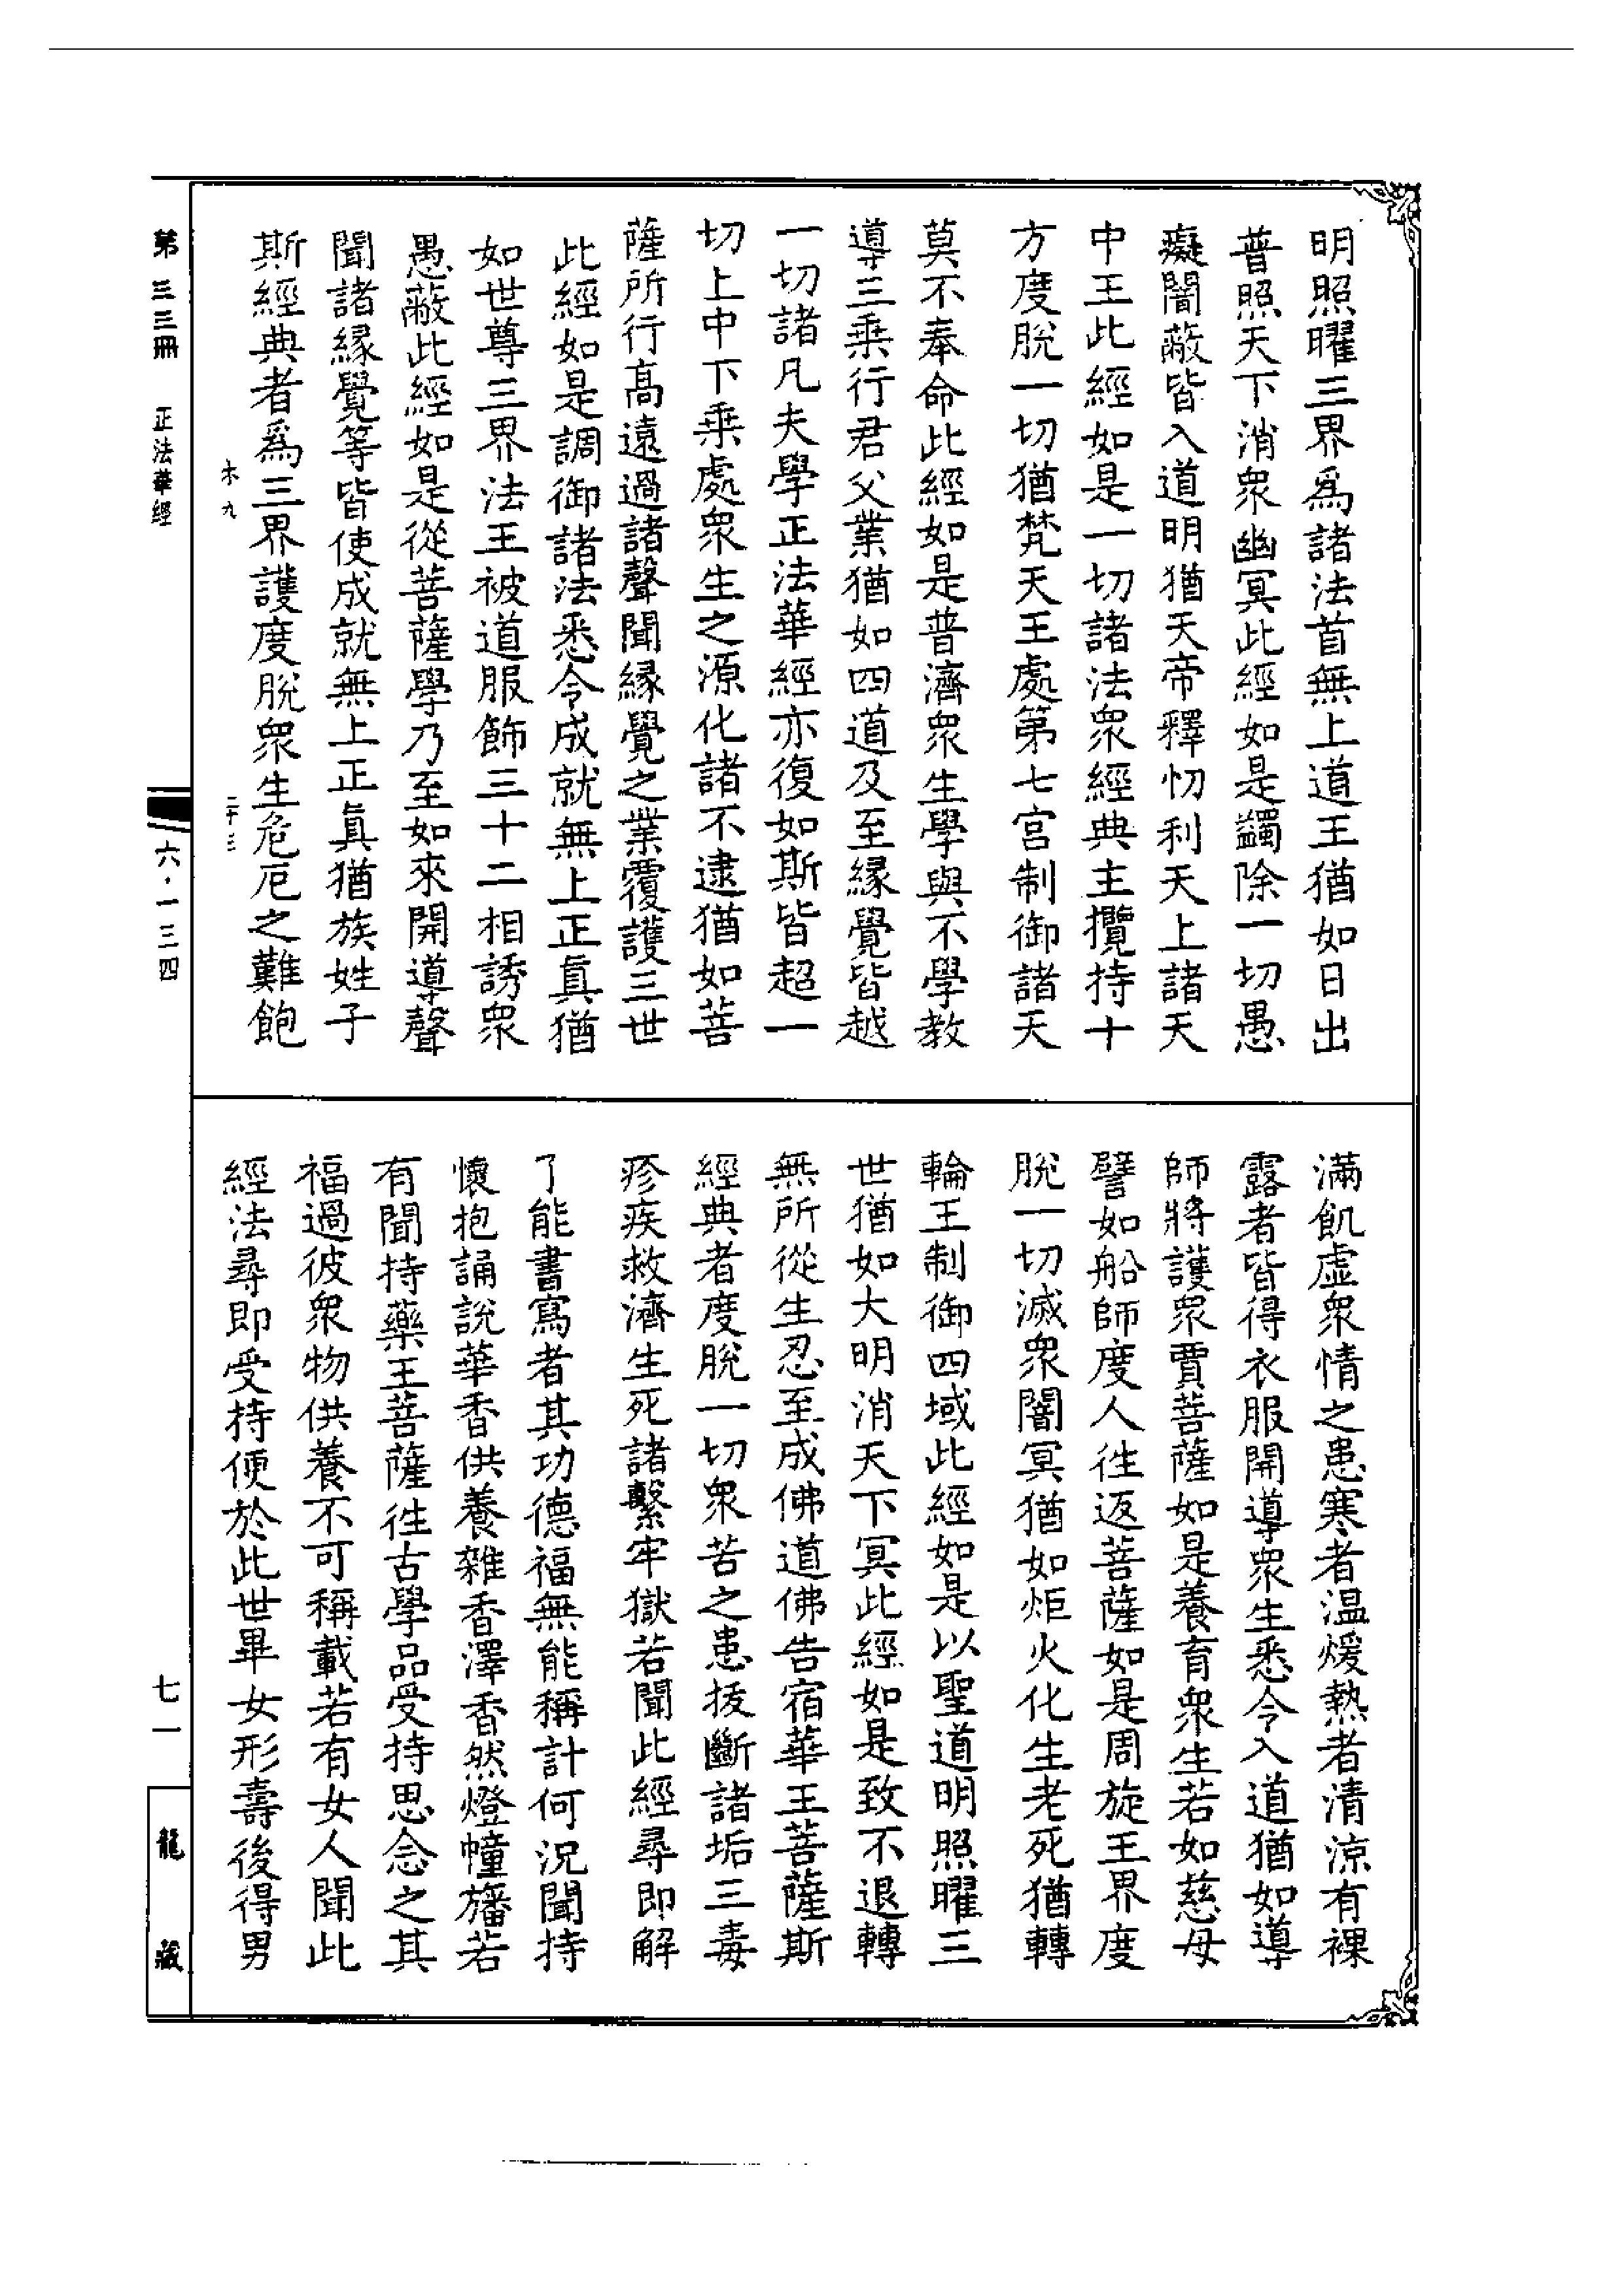 明照曜三界爲諸法首無上道王猶如日出
普照天下消衆幽冥此經如是蠲除一切愚
癡闇蔽皆入道明猶天帝釋忉利天上諸天
中王此經如是一切諸法衆經典主攬持十
方度脫一切猶梵天王處第七宫制御諸天
莫不奉命此經如是普濟衆生學與不學教
導三乗行君父業猶如四道及至縁覺皆越
一切諸凡夫學正法華經亦復如斯皆超一
切上中下乗處衆生之源化諸不逮猶如菩
薩所行髙遠過諸聲聞縁覺之業覆護三世
此經如是調御諸法悉令成就無上正眞猶
如世尊三界法王被道服飾三十二相誘衆
愚蔽此經如是從菩薩學乃至如來開導聲
聞諸縁覺等皆使成就無上正眞猶族姓子
斯經典者爲三界護度脫衆生危厄之難飽
滿飢虛衆情之患寒者温煖熱者清涼有裸
露者皆得衣服開導衆生悉令入道猶如導
師將護衆賈菩薩如是養育衆生若如慈母
譬如船師度人徃返菩薩如是周旋王界度
脫一切滅衆闇冥猶如炬火化生老死猶轉
輪王制御四域此經如是以聖道明照曜三
世猶如大明消天下冥此經如是致不退轉
無所從生忍至成佛道佛告宿華王菩薩斯
經典者度脫一切衆苦之患拔斷諸垢三毒
疹疾救濟生死諸繫牢獄若聞此經尋即解
了能書寫者其功德福無能稱計何況聞持
懷抱誦説華香供養雜香澤香然燈幢旛若
有聞持藥王菩薩徃古學品受持思念之其
福過彼衆物供養不可稱載若有女人聞此
經法尋即受持便於此世畢女形壽後得男
第三三冊 正法華經
六·一三四
七一
龍藏